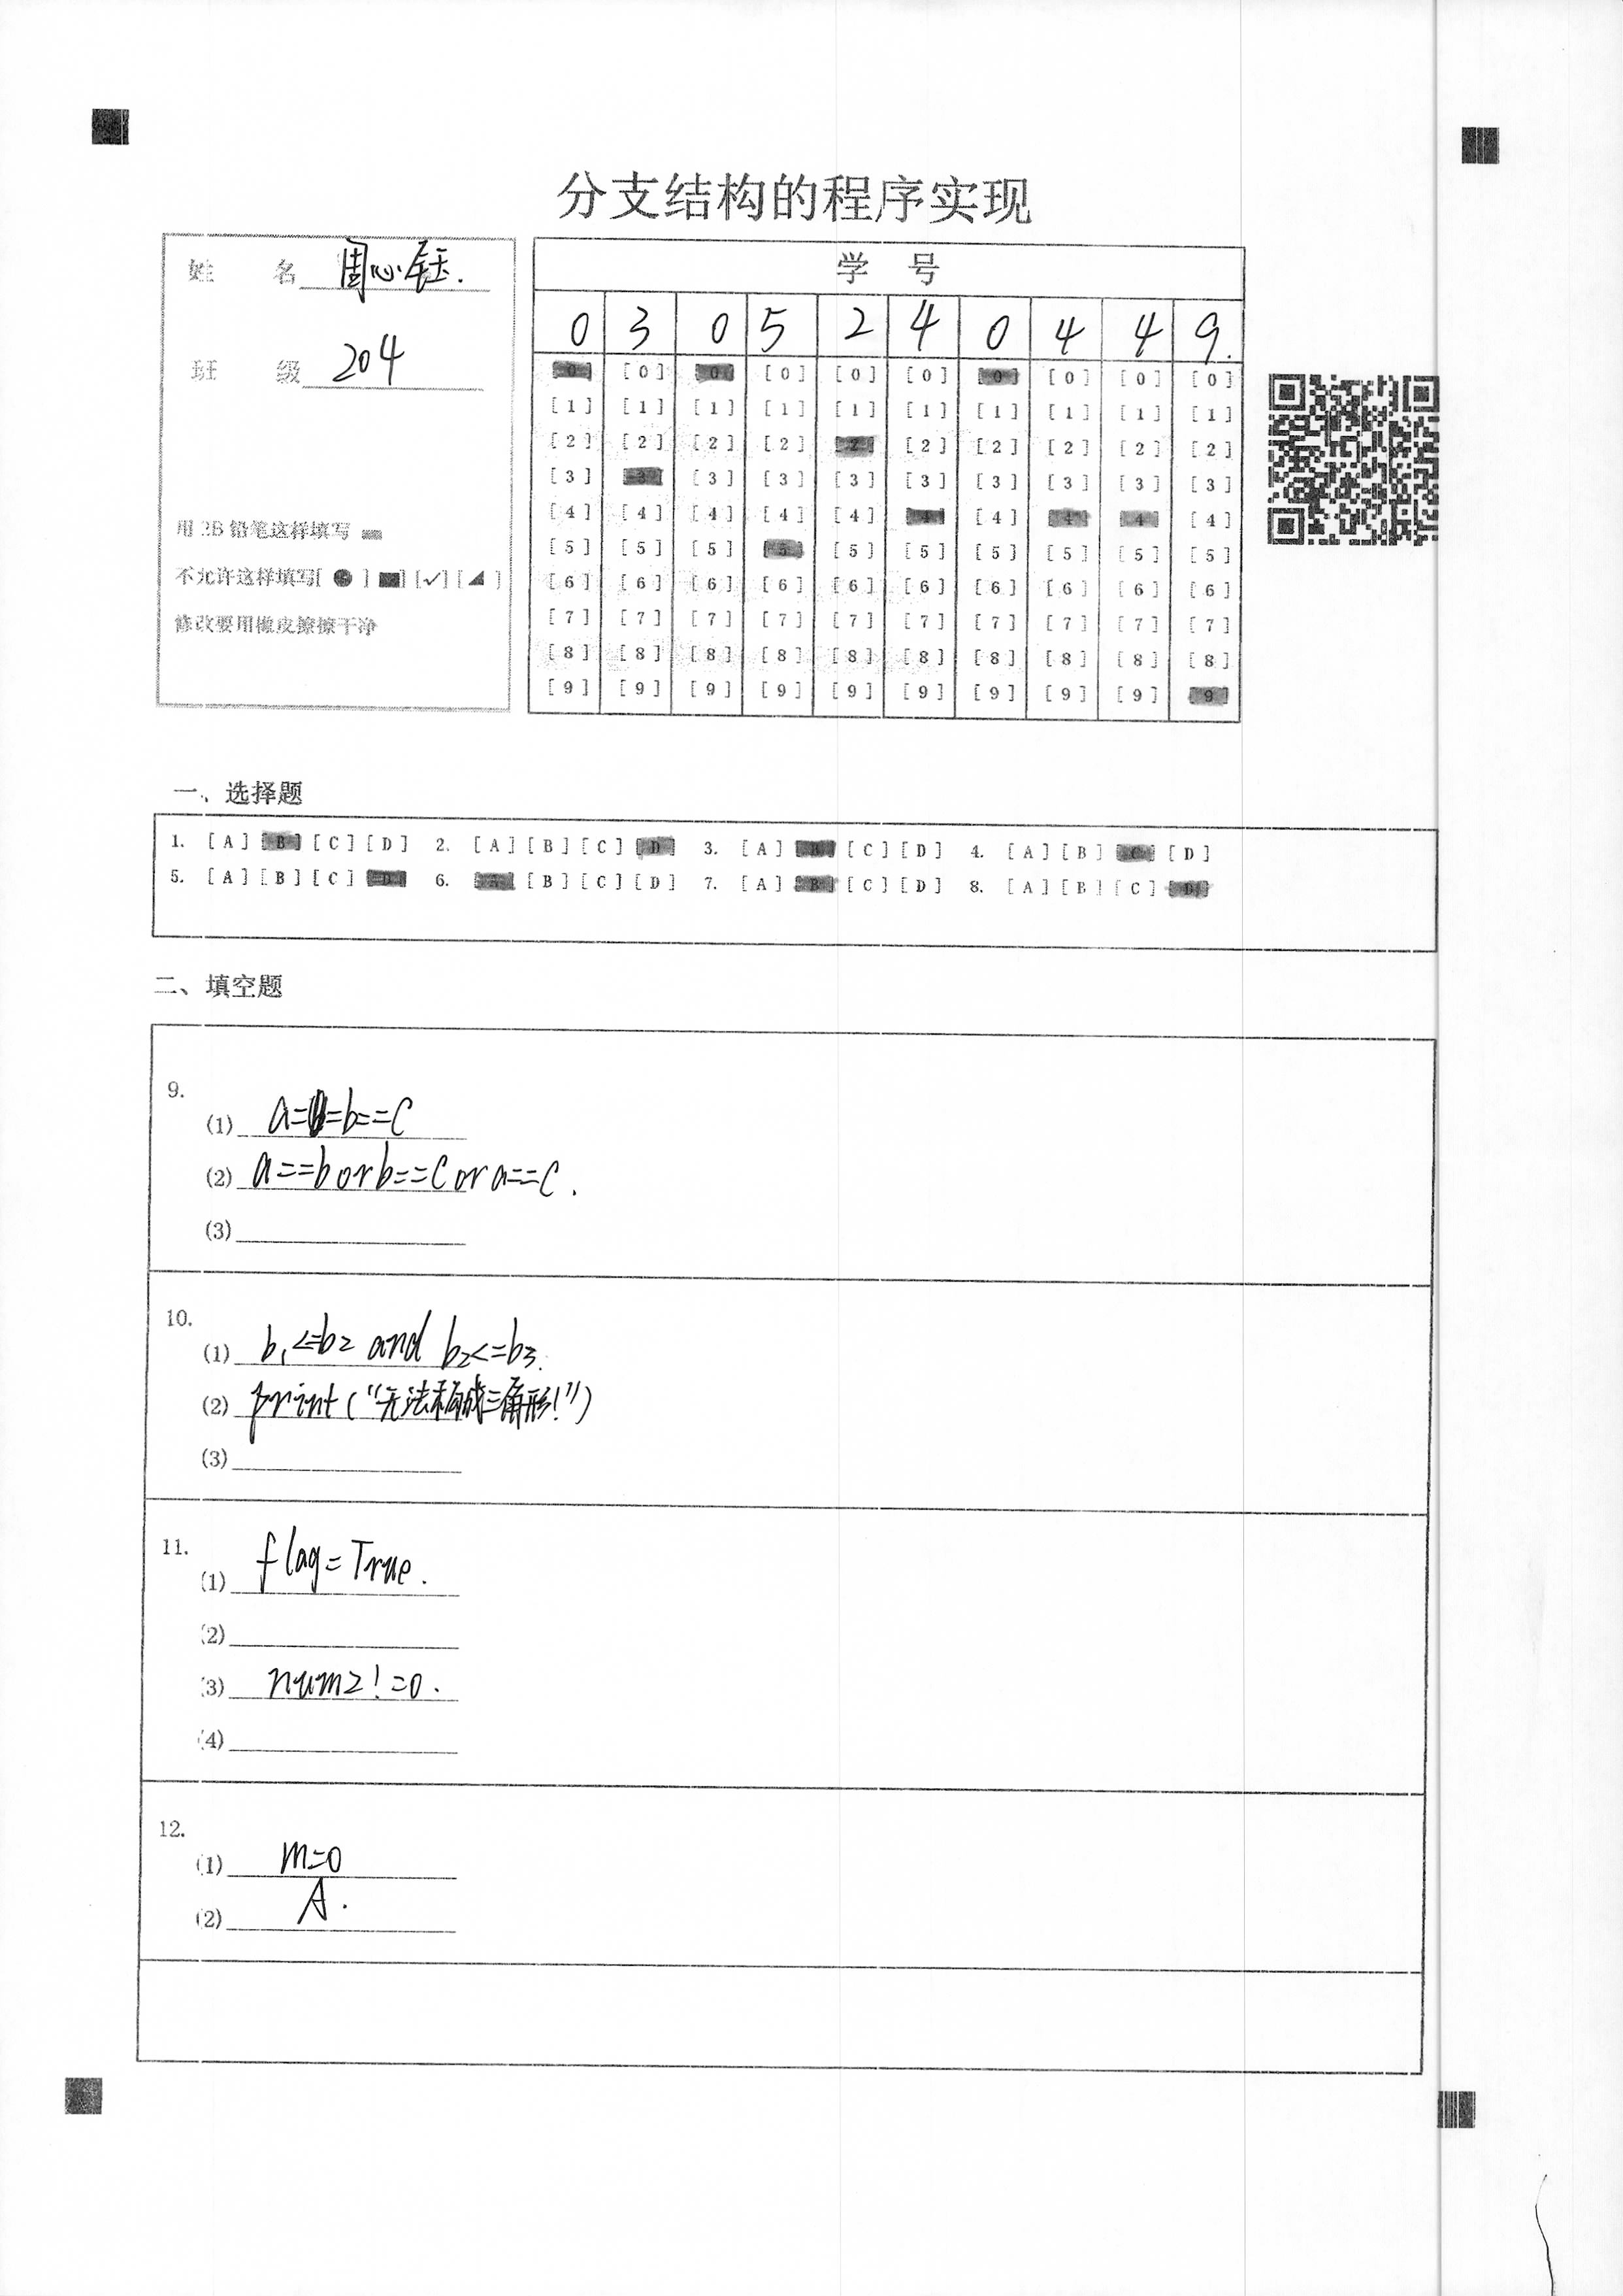 分支结构的程序实现
姓 名 周心钰.
班 级 204
用 2B 铅笔这样填写
不允许这样填写[ ● ] ■] [✓] [◢ ]
修改要用橡皮擦擦干净
学 号
0 3 0 5 2 4 0 4 4 9.
[0] [0] [0] [0] [0] [0] [0] [0] [0] [0]
[1] [1] [1] [1] [1] [1] [1] [1] [1] [1]
[2] [2] [2] [2] [2] [2] [2] [2] [2] [2]
[3] [3] [3] [3] [3] [3] [3] [3] [3] [3]
[4] [4] [4] [4] [4] [4] [4] [4] [4] [4]
[5] [5] [5] [5] [5] [5] [5] [5] [5] [5]
[6] [6] [6] [6] [6] [6] [6] [6] [6] [6]
[7] [7] [7] [7] [7] [7] [7] [7] [7] [7]
[8] [8] [8] [8] [8] [8] [8] [8] [8] [8]
[9] [9] [9] [9] [9] [9] [9] [9] [9] [9]
一、选择题
1. [A] [B] [C] [D] 2. [A] [B] [C] [D] 3. [A] [B] [C] [D] 4. [A] [B] [C] [D]
5. [A] [B] [C] [D] 6. [A] [B] [C] [D] 7. [A] [B] [C] [D] 8. [A] [B] [C] [D]
二、填空题
9.
(1) a==b==c
(2) a==b or b==c or a==c.
(3)
10.
(1) b1<=b2 and b2<=b3.
(2) print("无法构成三角形!")
(3)
11.
(1) flag=True.
(2)
(3) num2!=0.
(4)
12.
(1) m=0
(2) A.